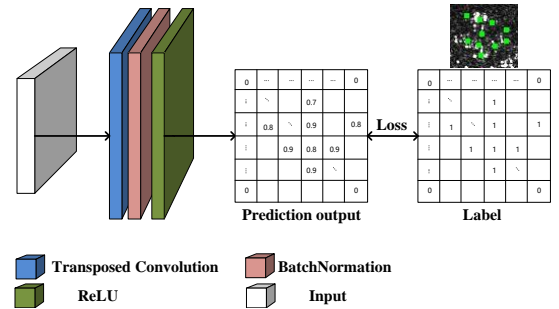 0 ... ... ... ... 0
⋮ ⋱ 0.7
⋮ 0.8 ⋱ 0.9 0.8
⋮ 0.9 0.8 0.9
⋮ 0.9 ⋱
0 0
Prediction output
Loss
0 ... ... ... ... 0
⋮ ⋱ 1
⋮ 1 ⋱ 1 1
⋮ 1 1 1
⋮ 1 ⋱
0 0
Label
Transposed Convolution
BatchNormation
ReLU
Input